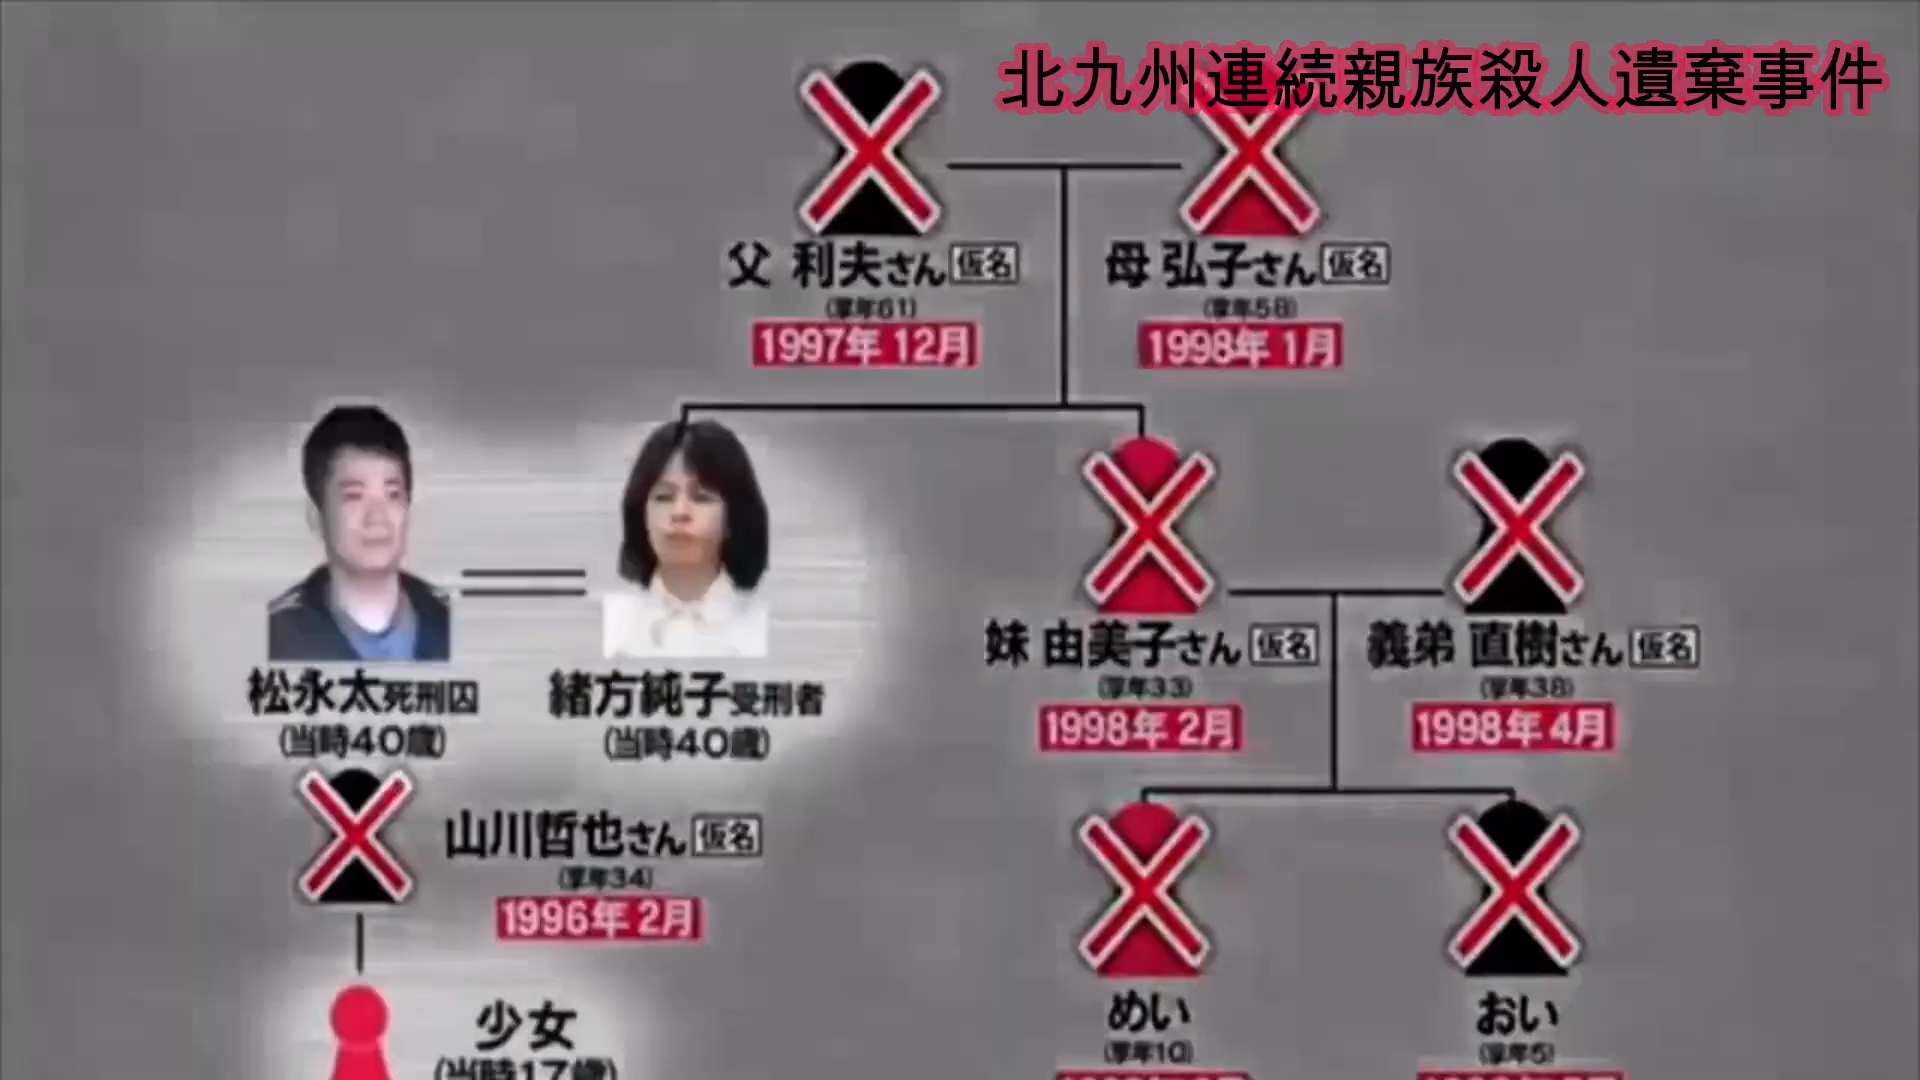 北九州連続親族殺人遺棄事件
父 利夫さん 仮名
(享年61)
1997年12月
母 弘子さん 仮名
(享年58)
1998年1月
松永太死刑囚
(当時40歳)
緒方純子受刑者
(当時40歳)
妹 由美子さん 仮名
(享年33)
1998年2月
義弟 直樹さん 仮名
(享年38)
1998年4月
山川哲也さん 仮名
(享年34)
1996年2月
少女
(当時17歳)
めい
(享年10)
おい
(享年5)